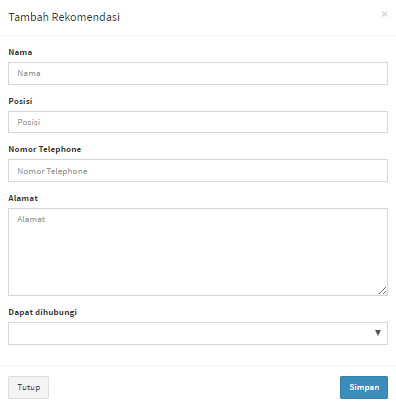 Tambah Rekomendasi ×
Nama
Nama
Posisi
Posisi
Nomor Telephone
Nomor Telephone
Alamat
Alamat
Dapat dihubungi
Tutup Simpan